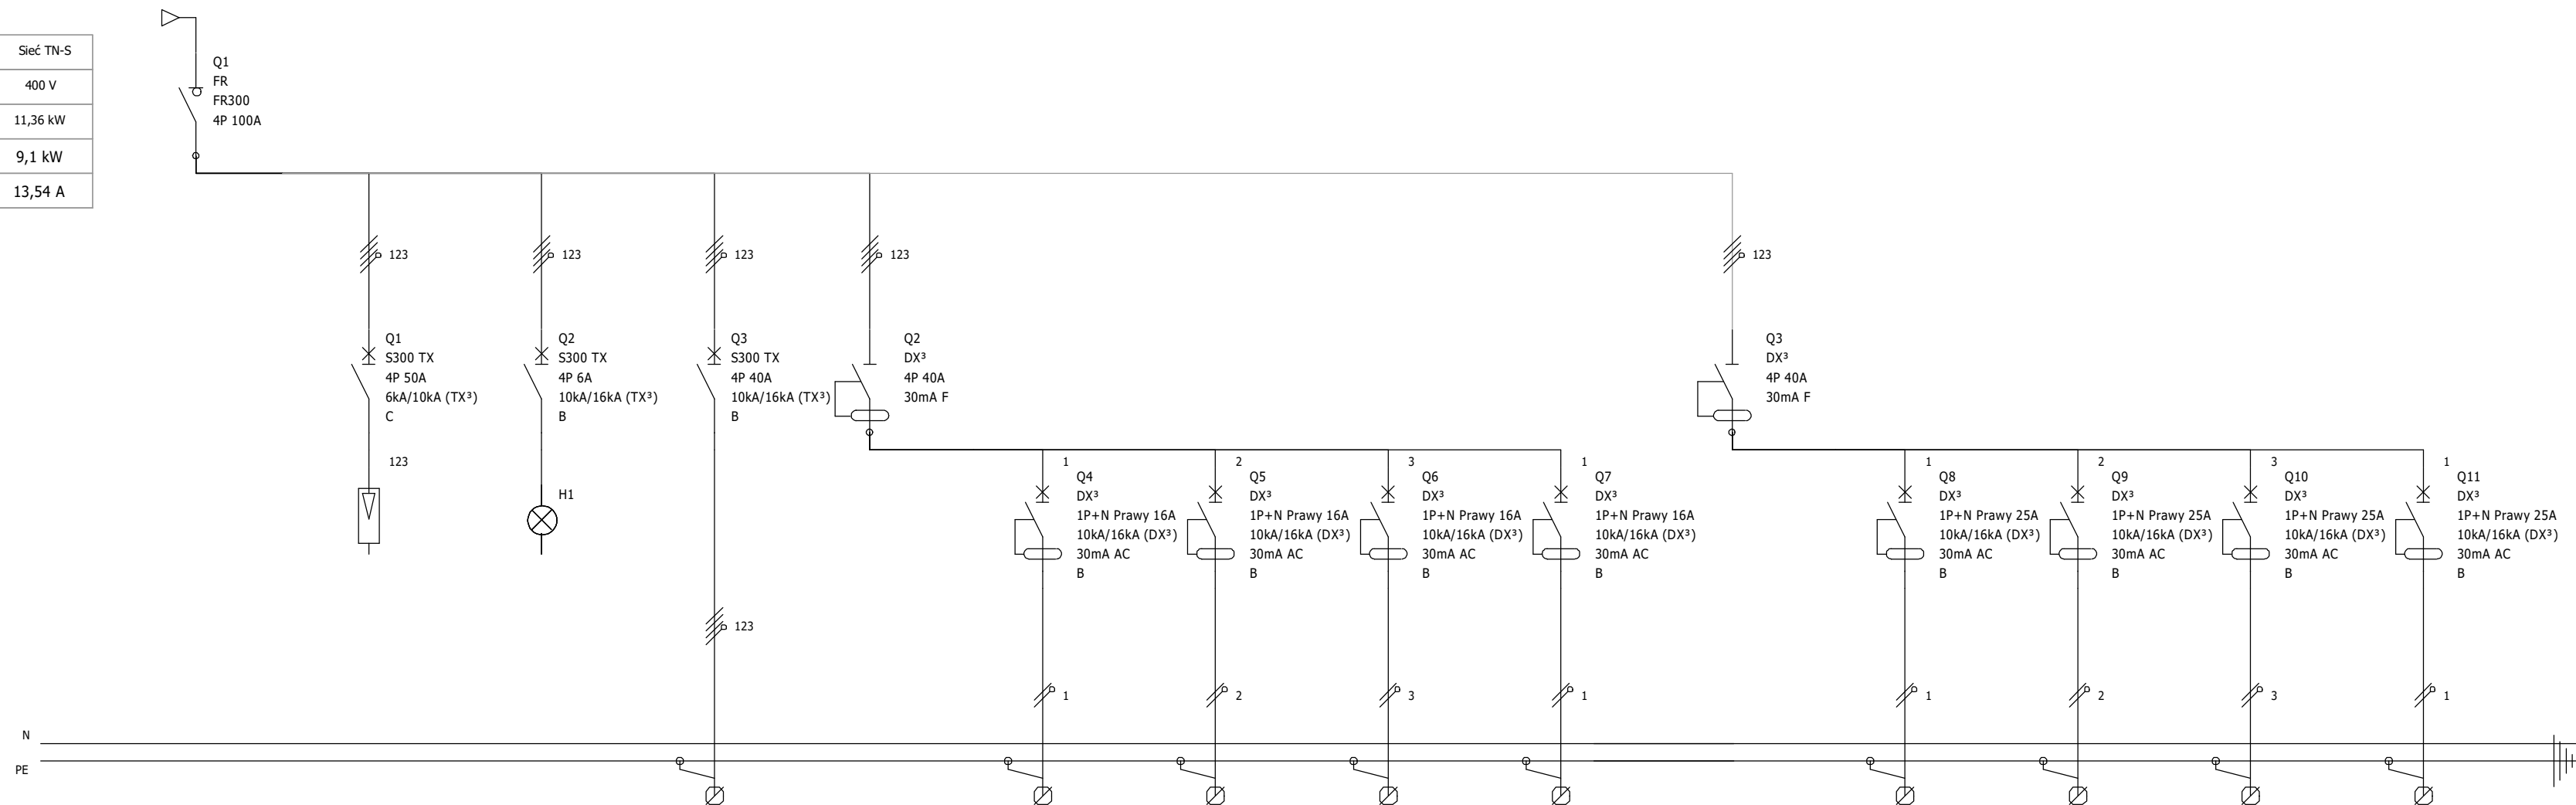 Sieć TN-S
400 V
11,36 kW
9,1 kW
13,54 A
Q1
FR
FR300
4P 100A
123
123
123
123
123
Q1
S300 TX
4P 50A
6kA/10kA (TX³)
C
123
Q2
S300 TX
4P 6A
10kA/16kA (TX³)
B
H1
Q3
S300 TX
4P 40A
10kA/16kA (TX³)
B
123
Q2
DX³
4P 40A
30mA F
Q3
DX³
4P 40A
30mA F
1
Q4
DX³
1P+N Prawy 16A
10kA/16kA (DX³)
30mA AC
B
1
2
Q5
DX³
1P+N Prawy 16A
10kA/16kA (DX³)
30mA AC
B
2
3
Q6
DX³
1P+N Prawy 16A
10kA/16kA (DX³)
30mA AC
B
3
1
Q7
DX³
1P+N Prawy 16A
10kA/16kA (DX³)
30mA AC
B
1
1
Q8
DX³
1P+N Prawy 25A
10kA/16kA (DX³)
30mA AC
B
1
2
Q9
DX³
1P+N Prawy 25A
10kA/16kA (DX³)
30mA AC
B
2
3
Q10
DX³
1P+N Prawy 25A
10kA/16kA (DX³)
30mA AC
B
3
1
Q11
DX³
1P+N Prawy 25A
10kA/16kA (DX³)
30mA AC
B
1
N
PE